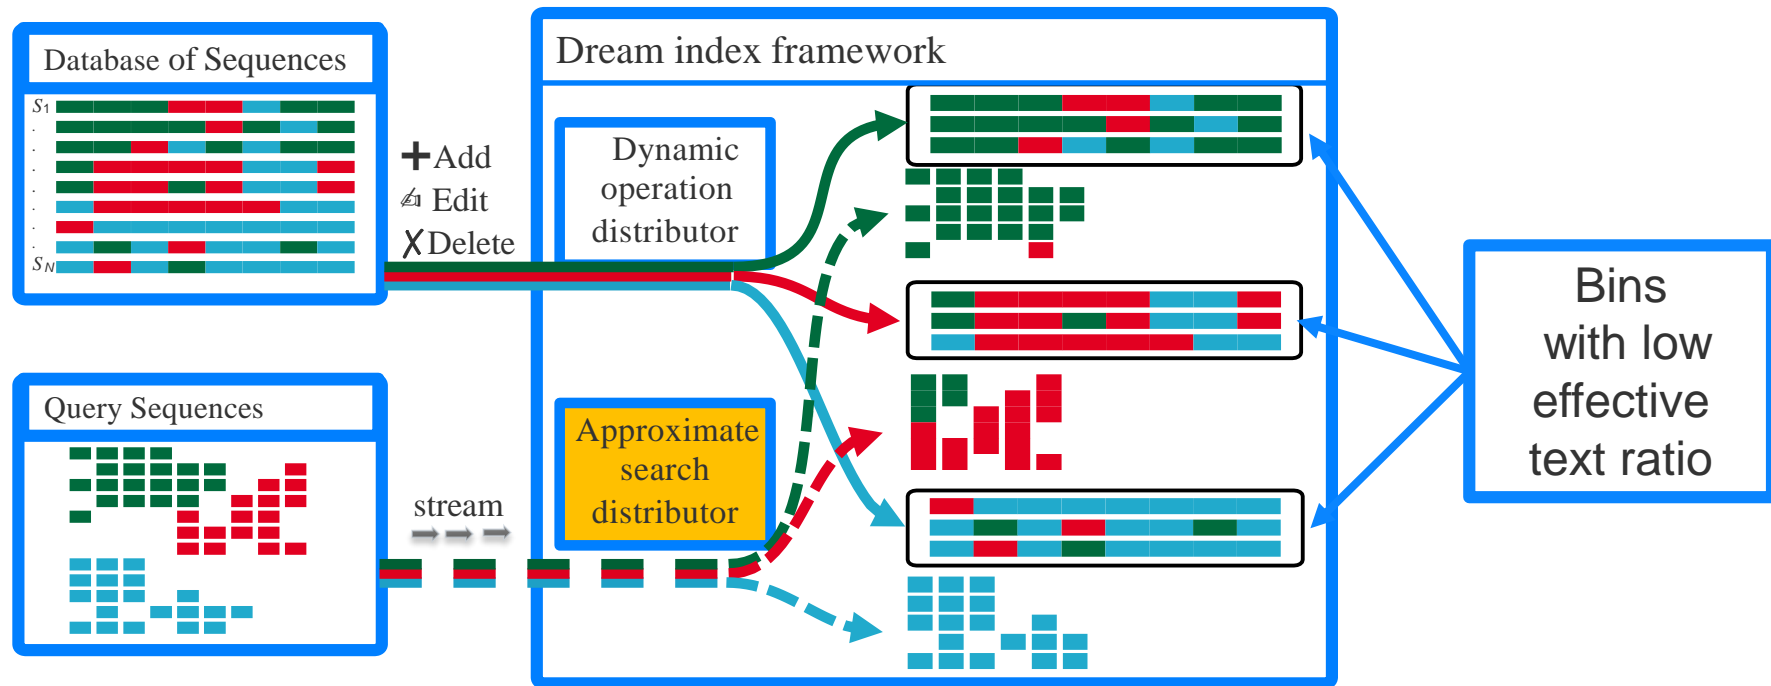 Database of Sequences
S1
.
.
.
.
.
.
.
SN
Add
Edit
Delete
Query Sequences
stream
Dream index framework
Dynamic
operation
distributor
Approximate
search
distributor
Bins
with low
effective
text ratio